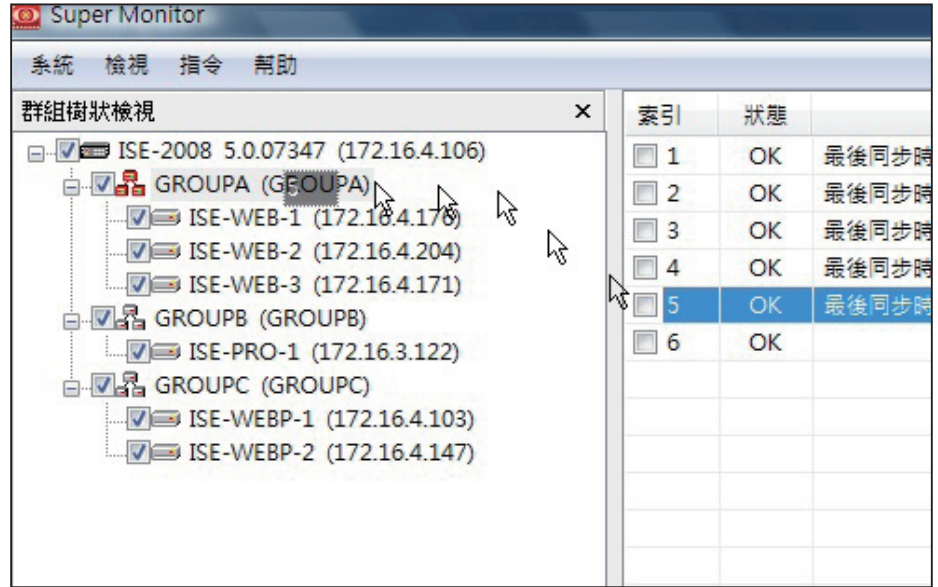 Super Monitor
系統 檢視 指令 幫助
群組樹狀檢視
ISE-2008 5.0.07347 (172.16.4.106)
GROUPA (GROUPA)
5
ISE-WEB-1 (172.16.4.176)
ISE-WEB-2 (172.16.4.204)
ISE-WEB-3 (172.16.4.171)
GROUPB (GROUPB)
ISE-PRO-1 (172.16.3.122)
GROUPC (GROUPC)
ISE-WEBP-1 (172.16.4.103)
ISE-WEBP-2 (172.16.4.147)
索引 狀態
1 OK 最後同步時
2 OK 最後同步時
3 OK 最後同步時
4 OK 最後同步時
5 OK 最後同步時
6 OK